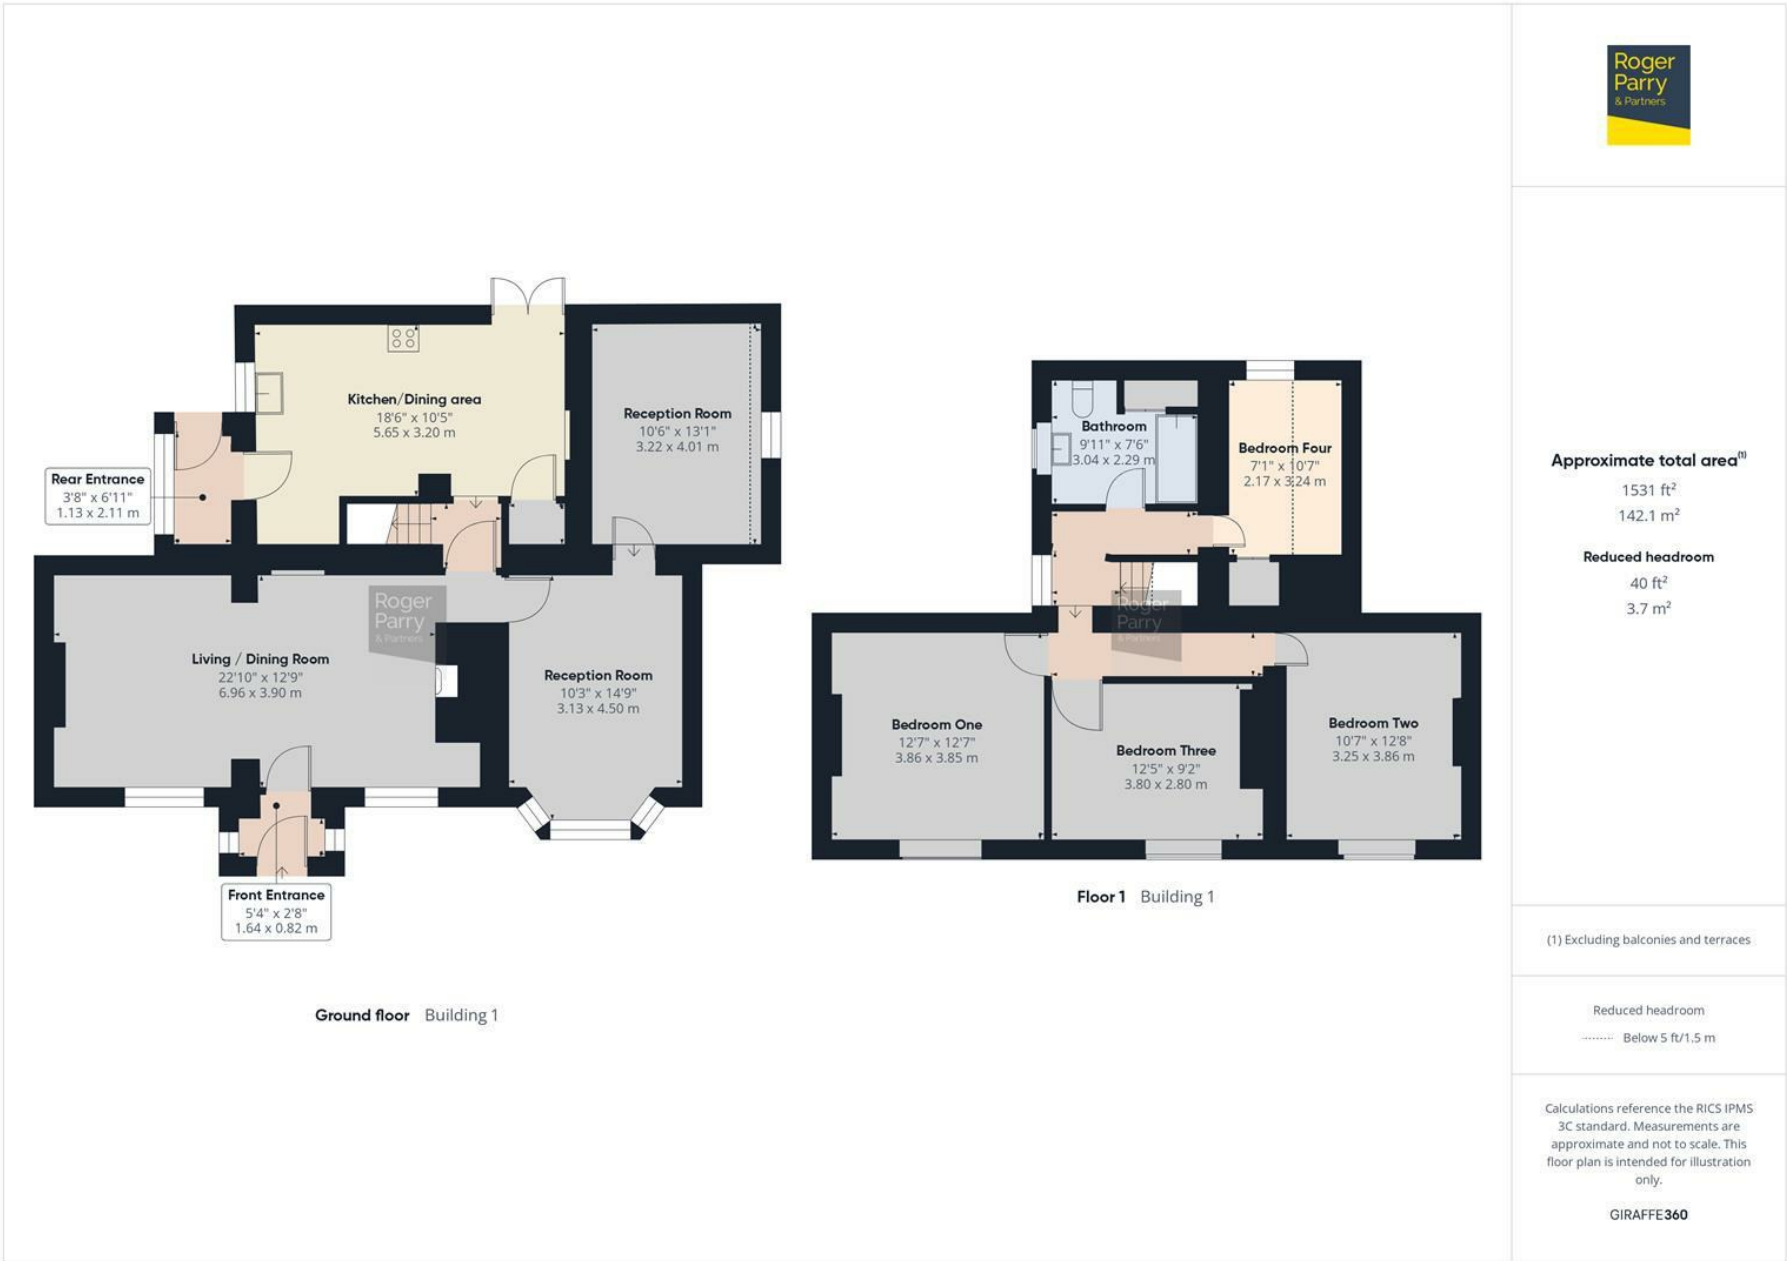 Roger
Parry
& Partners
Kitchen/Dining area
18'6" x 10'5"
5.65 x 3.20 m
Reception Room
10'6" x 13'1"
3.22 x 4.01 m
Rear Entrance
3'8" x 6'11"
1.13 x 2.11 m
Roger
Parry
& Partners
Living / Dining Room
22'10" x 12'9"
6.96 x 3.90 m
Reception Room
10'3" x 14'9"
3.13 x 4.50 m
Front Entrance
5'4" x 2'8"
1.64 x 0.82 m
Ground floor Building 1
Bathroom
9'11" x 7'6"
3.04 x 2.29 m
Bedroom Four
7'1" x 10'7"
2.17 x 3.24 m
Roger
Parry
& Partners
Bedroom One
12'7" x 12'7"
3.86 x 3.85 m
Bedroom Three
12'5" x 9'2"
3.80 x 2.80 m
Bedroom Two
10'7" x 12'8"
3.25 x 3.86 m
Floor 1 Building 1
Approximate total area(1)
1531 ft²
142.1 m²
Reduced headroom
40 ft²
3.7 m²
(1) Excluding balconies and terraces
Reduced headroom
Below 5 ft/1.5 m
Calculations reference the RICS IPMS
3C standard. Measurements are
approximate and not to scale. This
floor plan is intended for illustration
only.
GIRAFFE360